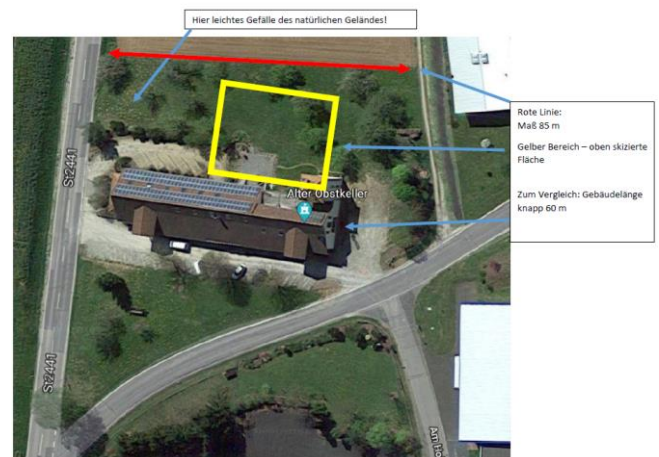 Hier leichtes Gefälle des natürlichen Geländes!
Rote Linie:
Maß 85 m
Gelber Bereich – oben skizierte
Fläche
Zum Vergleich: Gebäudelänge
knapp 60 m
St2441
Alter Obstkeller
St2441